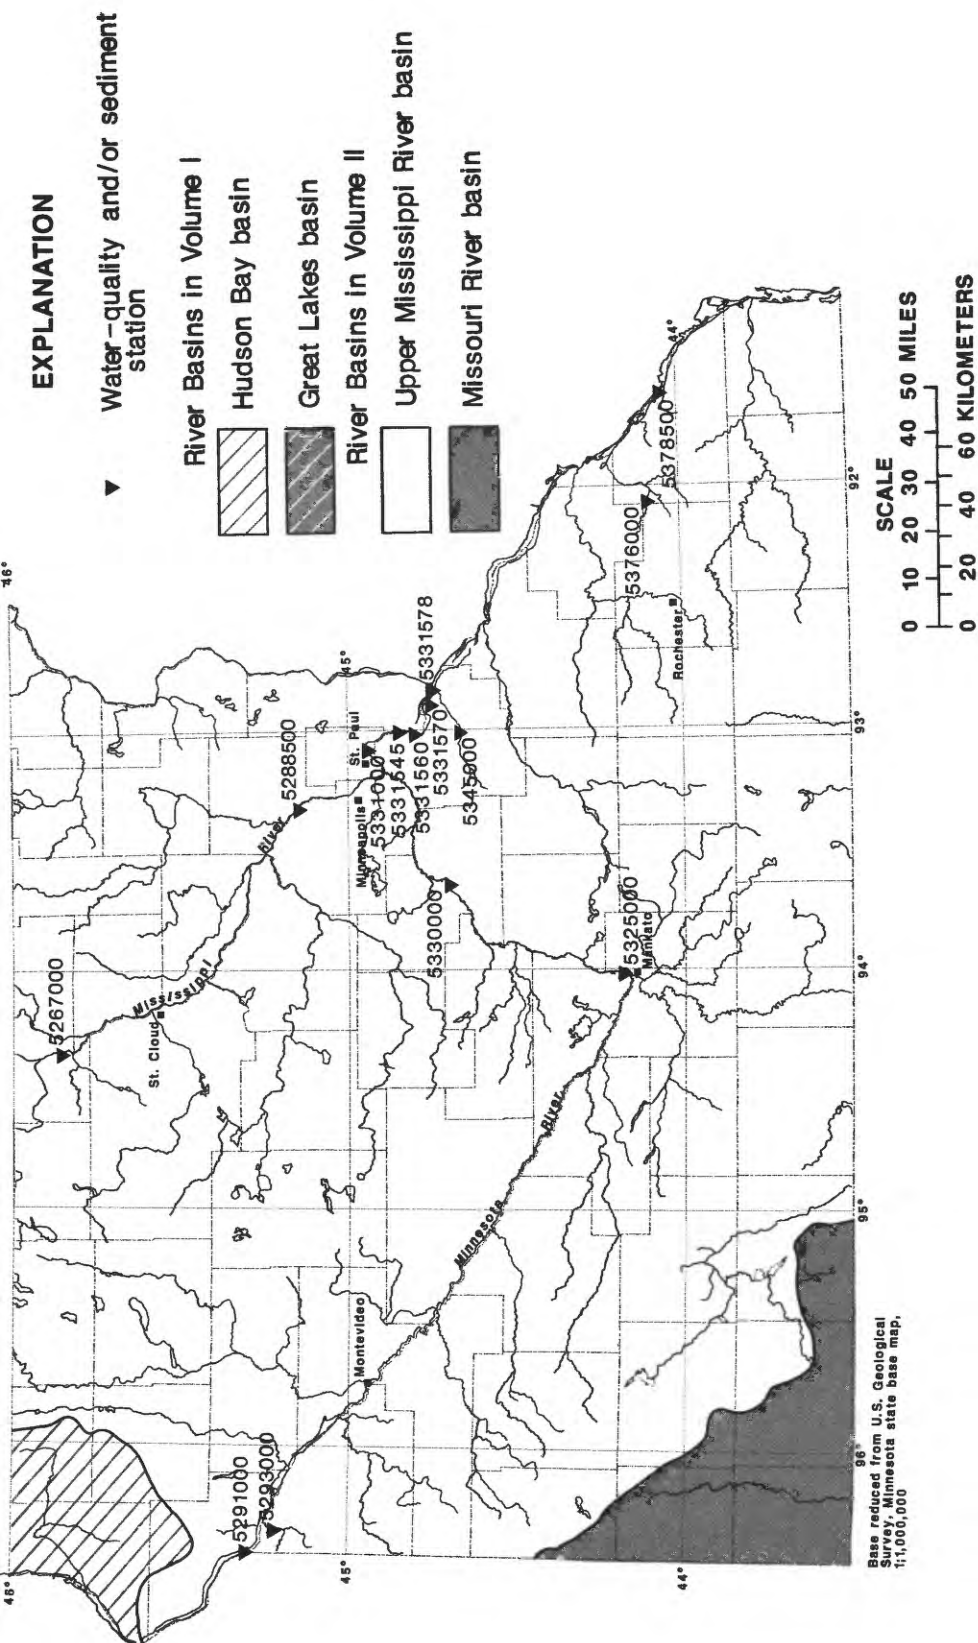 EXPLANATION
Water-quality and/or sediment
station
River Basins in Volume I
Hudson Bay basin
Great Lakes basin
River Basins in Volume II
Upper Mississippi River basin
Missouri River basin
46°
46°
5267000
St. Cloud
Mississippi
River
5288500
5291000
5293000
Montevideo
45°
45°
Minneapolis
St. Paul
5331000
5331545
5331560
5331570
5331578
5345000
5330000
Minnesota
River
5325000
Mankato
Rochester
5376000
5378500
44°
44°
96°
95°
94°
93°
92°
SCALE
0 10 20 30 40 50 MILES
0 20 40 60 KILOMETERS
Base reduced from U.S. Geological
Survey, Minnesota state base map,
1:1,000,000